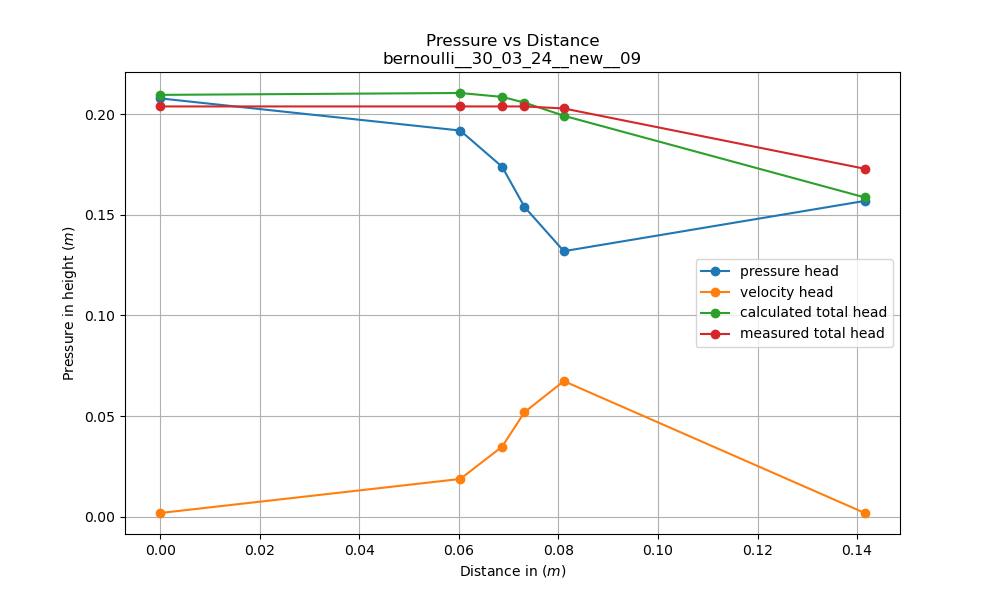 Pressure vs Distance
bernoulli__30_03_24__new__09
Pressure in height (m)
0.20
0.15
0.10
0.05
0.00
pressure head
velocity head
calculated total head
measured total head
0.00 0.02 0.04 0.06 0.08 0.10 0.12 0.14
Distance in (m)